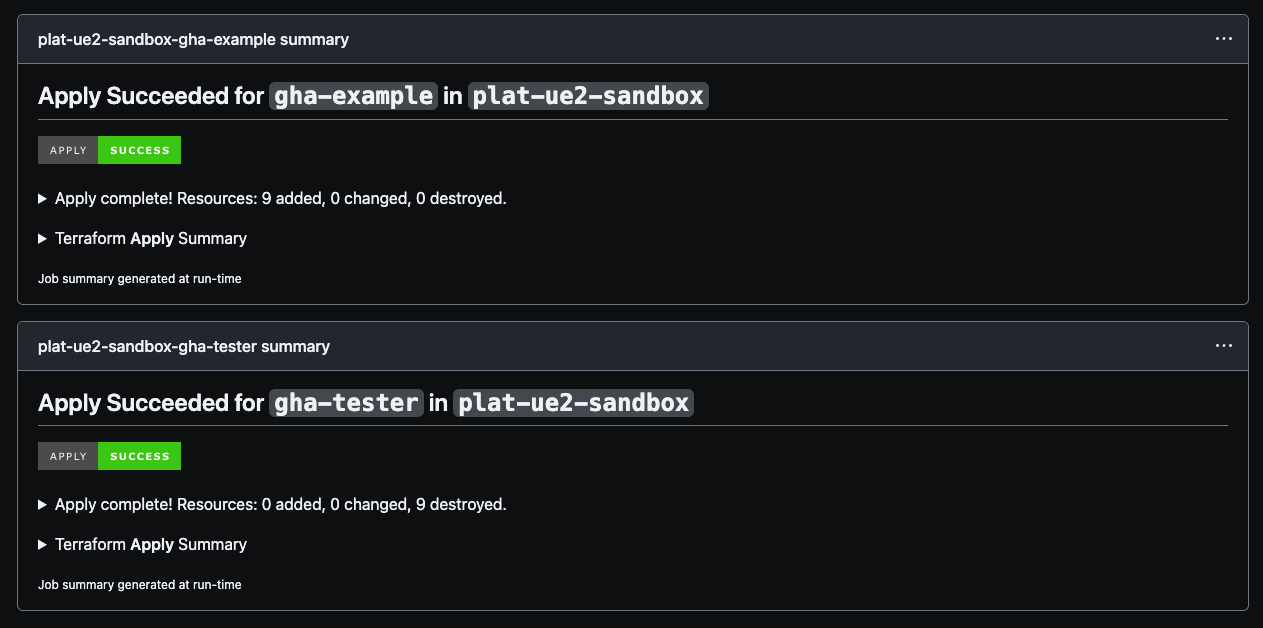 plat-ue2-sandbox-gha-example summary
Apply Succeeded for gha-example in plat-ue2-sandbox
APPLY SUCCESS
Apply complete! Resources: 9 added, 0 changed, 0 destroyed.
Terraform Apply Summary
Job summary generated at run-time
plat-ue2-sandbox-gha-tester summary
Apply Succeeded for gha-tester in plat-ue2-sandbox
APPLY SUCCESS
Apply complete! Resources: 0 added, 0 changed, 9 destroyed.
Terraform Apply Summary
Job summary generated at run-time